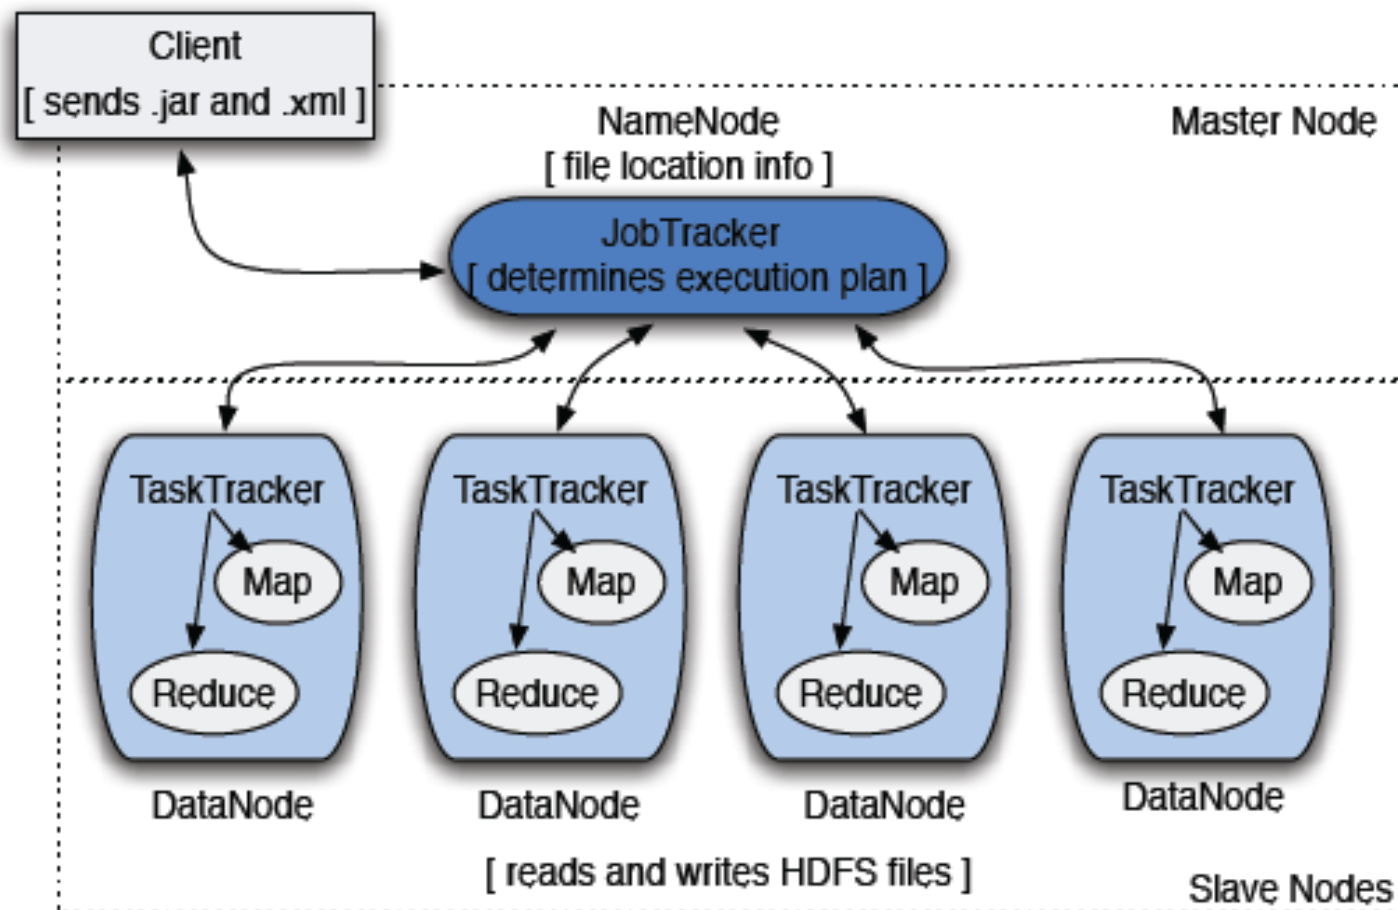 Client
[ sends .jar and .xml ]
NameNode
[ file location info ]
Master Node
JobTracker
[ determines execution plan ]
TaskTracker
Map
Reduce
DataNode
TaskTracker
Map
Reduce
DataNode
TaskTracker
Map
Reduce
DataNode
TaskTracker
Map
Reduce
DataNode
[ reads and writes HDFS files ]
Slave Nodes